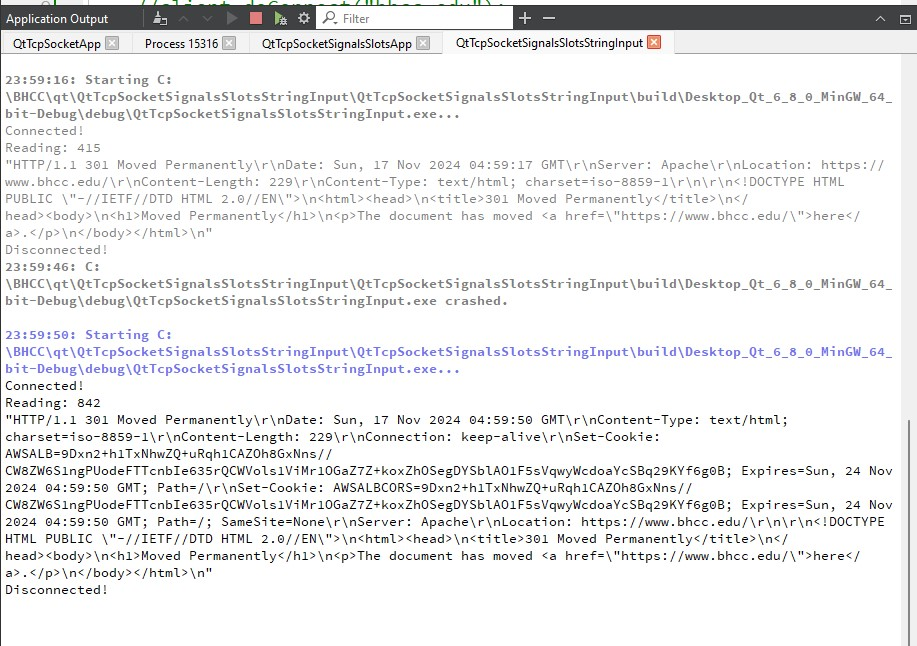 //client.doConnect("bhcc.edu");
Application Output
Filter
QtTcpSocketApp
Process 15316
QtTcpSocketSignalsSlotsApp
QtTcpSocketSignalsSlotsStringInput
23:59:16: Starting C:
\BHCC\qt\QtTcpSocketSignalsSlotsStringInput\QtTcpSocketSignalsSlotsStringInput\build\Desktop_Qt_6_8_0_MinGW_64_
bit-Debug\debug\QtTcpSocketSignalsSlotsStringInput.exe...
Connected!
Reading: 415
"HTTP/1.1 301 Moved Permanently\r\nDate: Sun, 17 Nov 2024 04:59:17 GMT\r\nServer: Apache\r\nLocation: https://
www.bhcc.edu/\r\nContent-Length: 229\r\nContent-Type: text/html; charset=iso-8859-1\r\n\r\n<!DOCTYPE HTML
PUBLIC \"-//IETF//DTD HTML 2.0//EN\">\n<html><head>\n<title>301 Moved Permanently</title>\n</
head><body>\n<h1>Moved Permanently</h1>\n<p>The document has moved <a href=\"https://www.bhcc.edu/\">here</
a>.</p>\n</body></html>\n"
Disconnected!
23:59:46: C:
\BHCC\qt\QtTcpSocketSignalsSlotsStringInput\QtTcpSocketSignalsSlotsStringInput\build\Desktop_Qt_6_8_0_MinGW_64_
bit-Debug\debug\QtTcpSocketSignalsSlotsStringInput.exe crashed.
23:59:50: Starting C:
\BHCC\qt\QtTcpSocketSignalsSlotsStringInput\QtTcpSocketSignalsSlotsStringInput\build\Desktop_Qt_6_8_0_MinGW_64_
bit-Debug\debug\QtTcpSocketSignalsSlotsStringInput.exe...
Connected!
Reading: 842
"HTTP/1.1 301 Moved Permanently\r\nDate: Sun, 17 Nov 2024 04:59:50 GMT\r\nContent-Type: text/html;
charset=iso-8859-1\r\nContent-Length: 229\r\nConnection: keep-alive\r\nSet-Cookie:
AWSALB=9Dxn2+h1TxNhwZQ+uRqh1CAZOh8GxNns//
CW8ZW6S1ngPUodeFTTcnbIe635rQCWVols1ViMr1OGaZ7Z+koxZhOSegDYSblAO1F5sVqwyWcdoaYcSBq29KYf6g0B; Expires=Sun, 24 Nov
2024 04:59:50 GMT; Path=/\r\nSet-Cookie: AWSALBCORS=9Dxn2+h1TxNhwZQ+uRqh1CAZOh8GxNns//
CW8ZW6S1ngPUodeFTTcnbIe635rQCWVols1ViMr1OGaZ7Z+koxZhOSegDYSblAO1F5sVqwyWcdoaYcSBq29KYf6g0B; Expires=Sun, 24 Nov
2024 04:59:50 GMT; Path=/; SameSite=None\r\nServer: Apache\r\nLocation: https://www.bhcc.edu/\r\n\r\n<!DOCTYPE
HTML PUBLIC \"-//IETF//DTD HTML 2.0//EN\">\n<html><head>\n<title>301 Moved Permanently</title>\n</
head><body>\n<h1>Moved Permanently</h1>\n<p>The document has moved <a href=\"https://www.bhcc.edu/\">here</
a>.</p>\n</body></html>\n"
Disconnected!